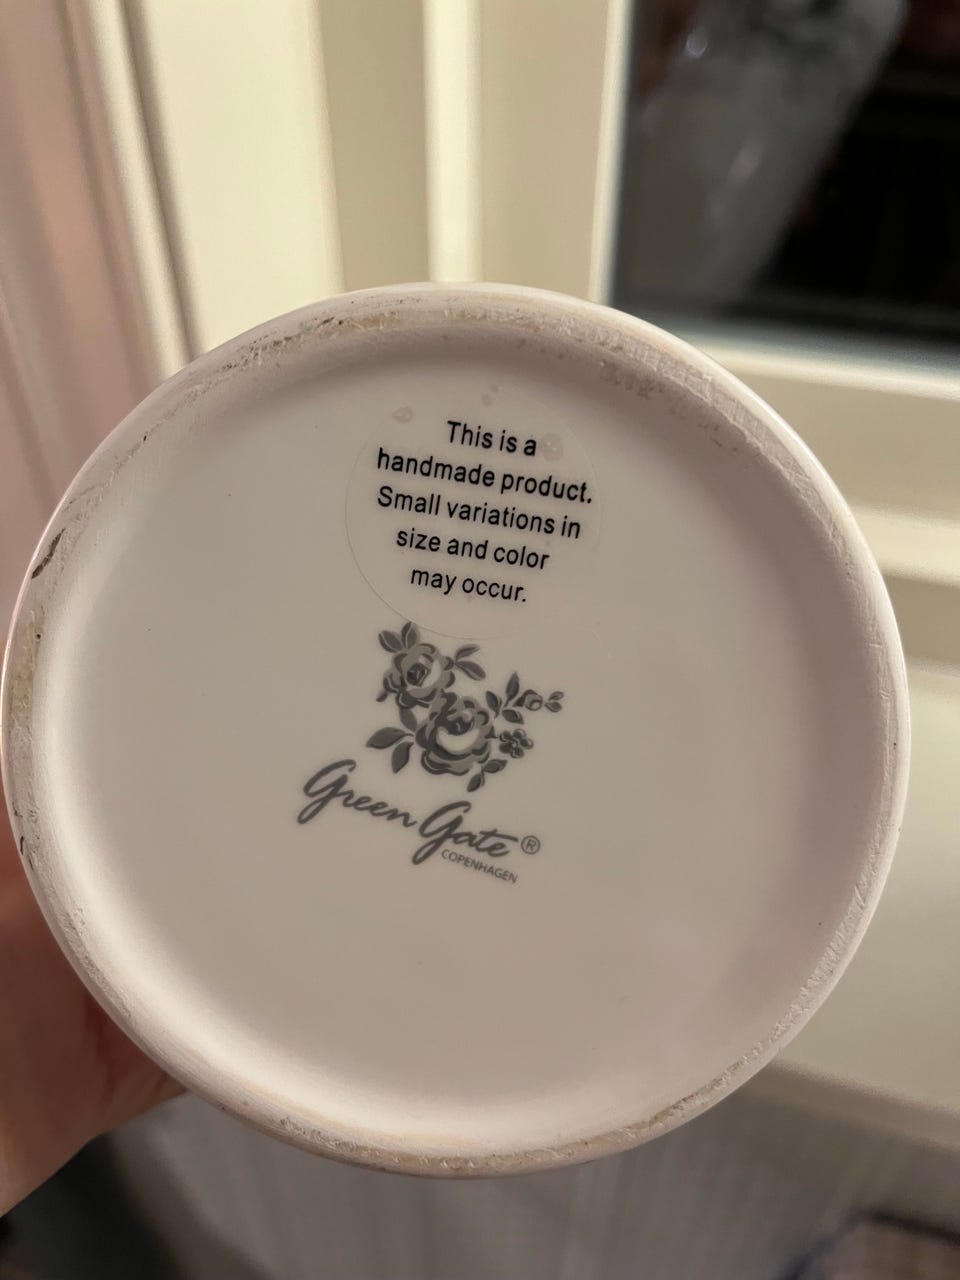 This is a
handmade product.
Small variations in
size and color
may occur.
Green Gate®
COPENHAGEN